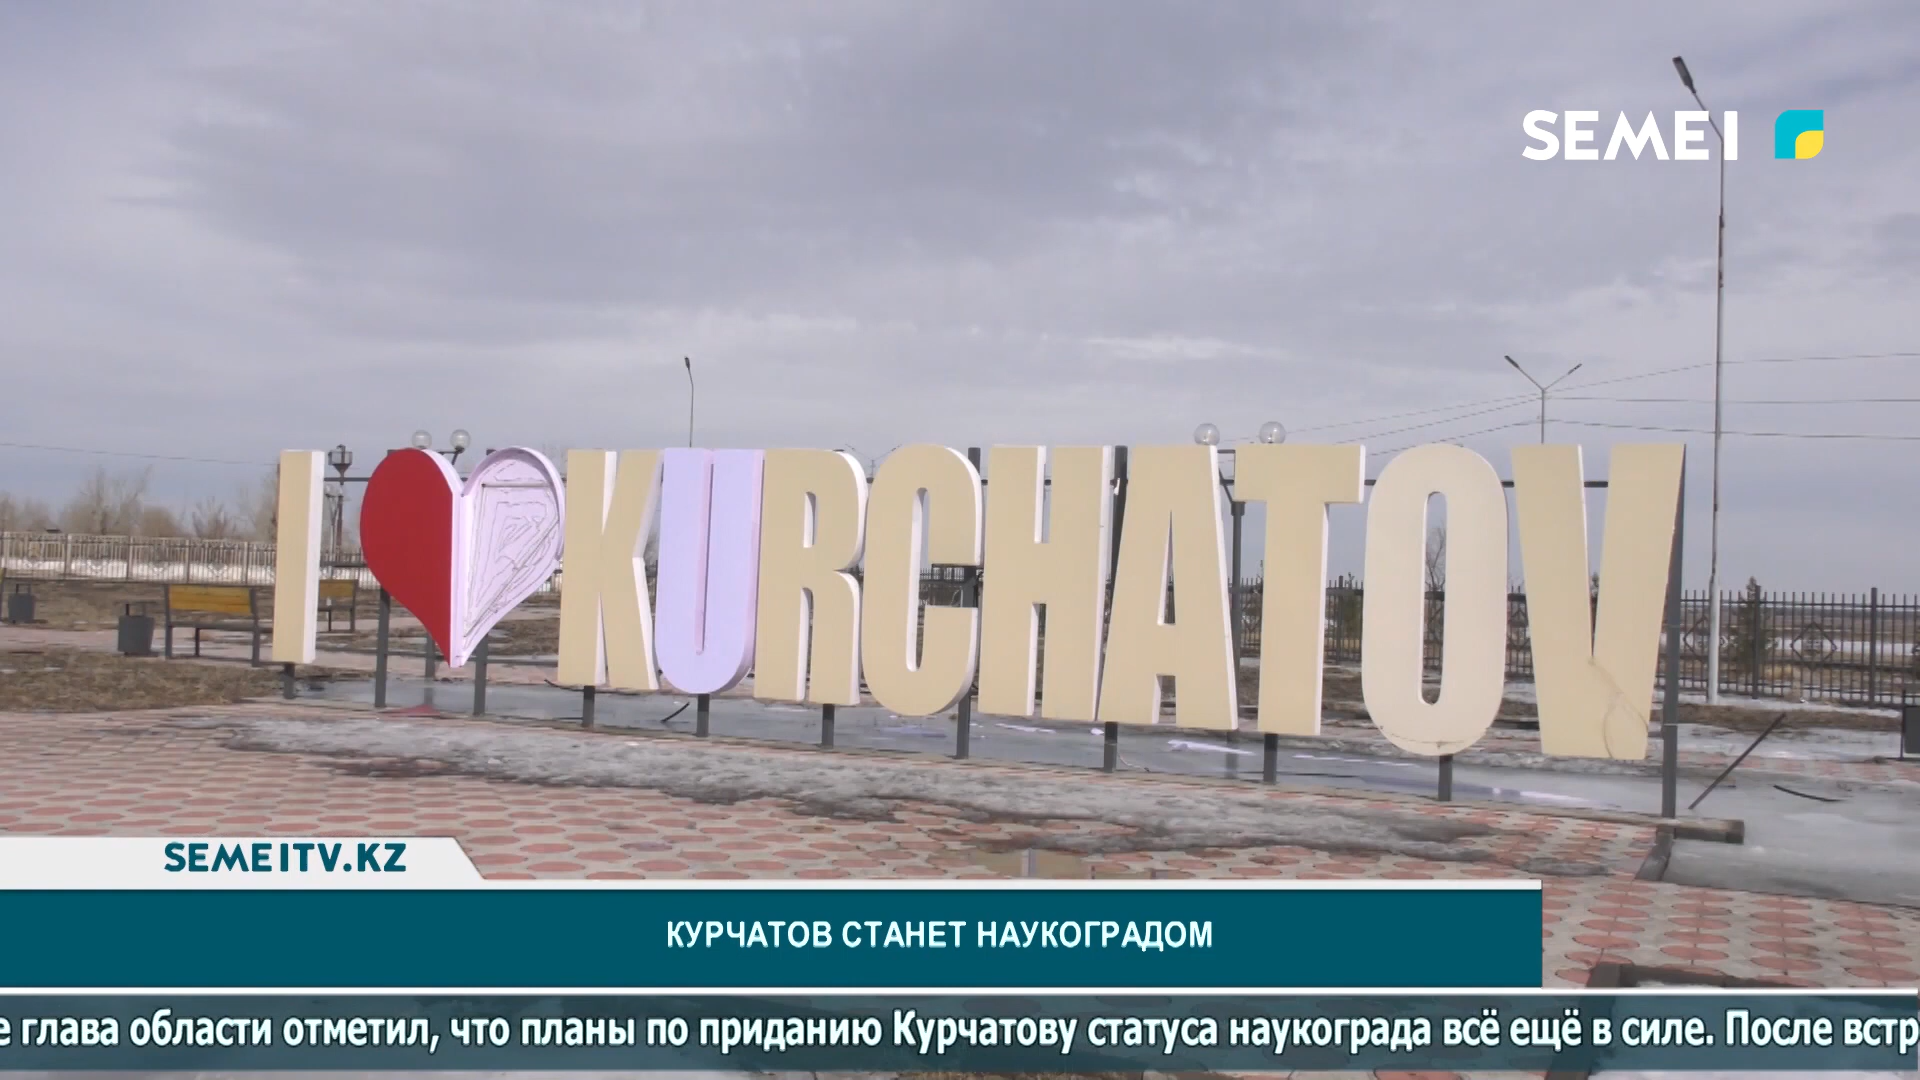 SEMEI
I KURCHATOV
SEMEITV.KZ
КУРЧАТОВ СТАНЕТ НАУКОГРАДОМ
е глава области отметил, что планы по приданию Курчатову статуса наукограда всё ещё в силе. После встр